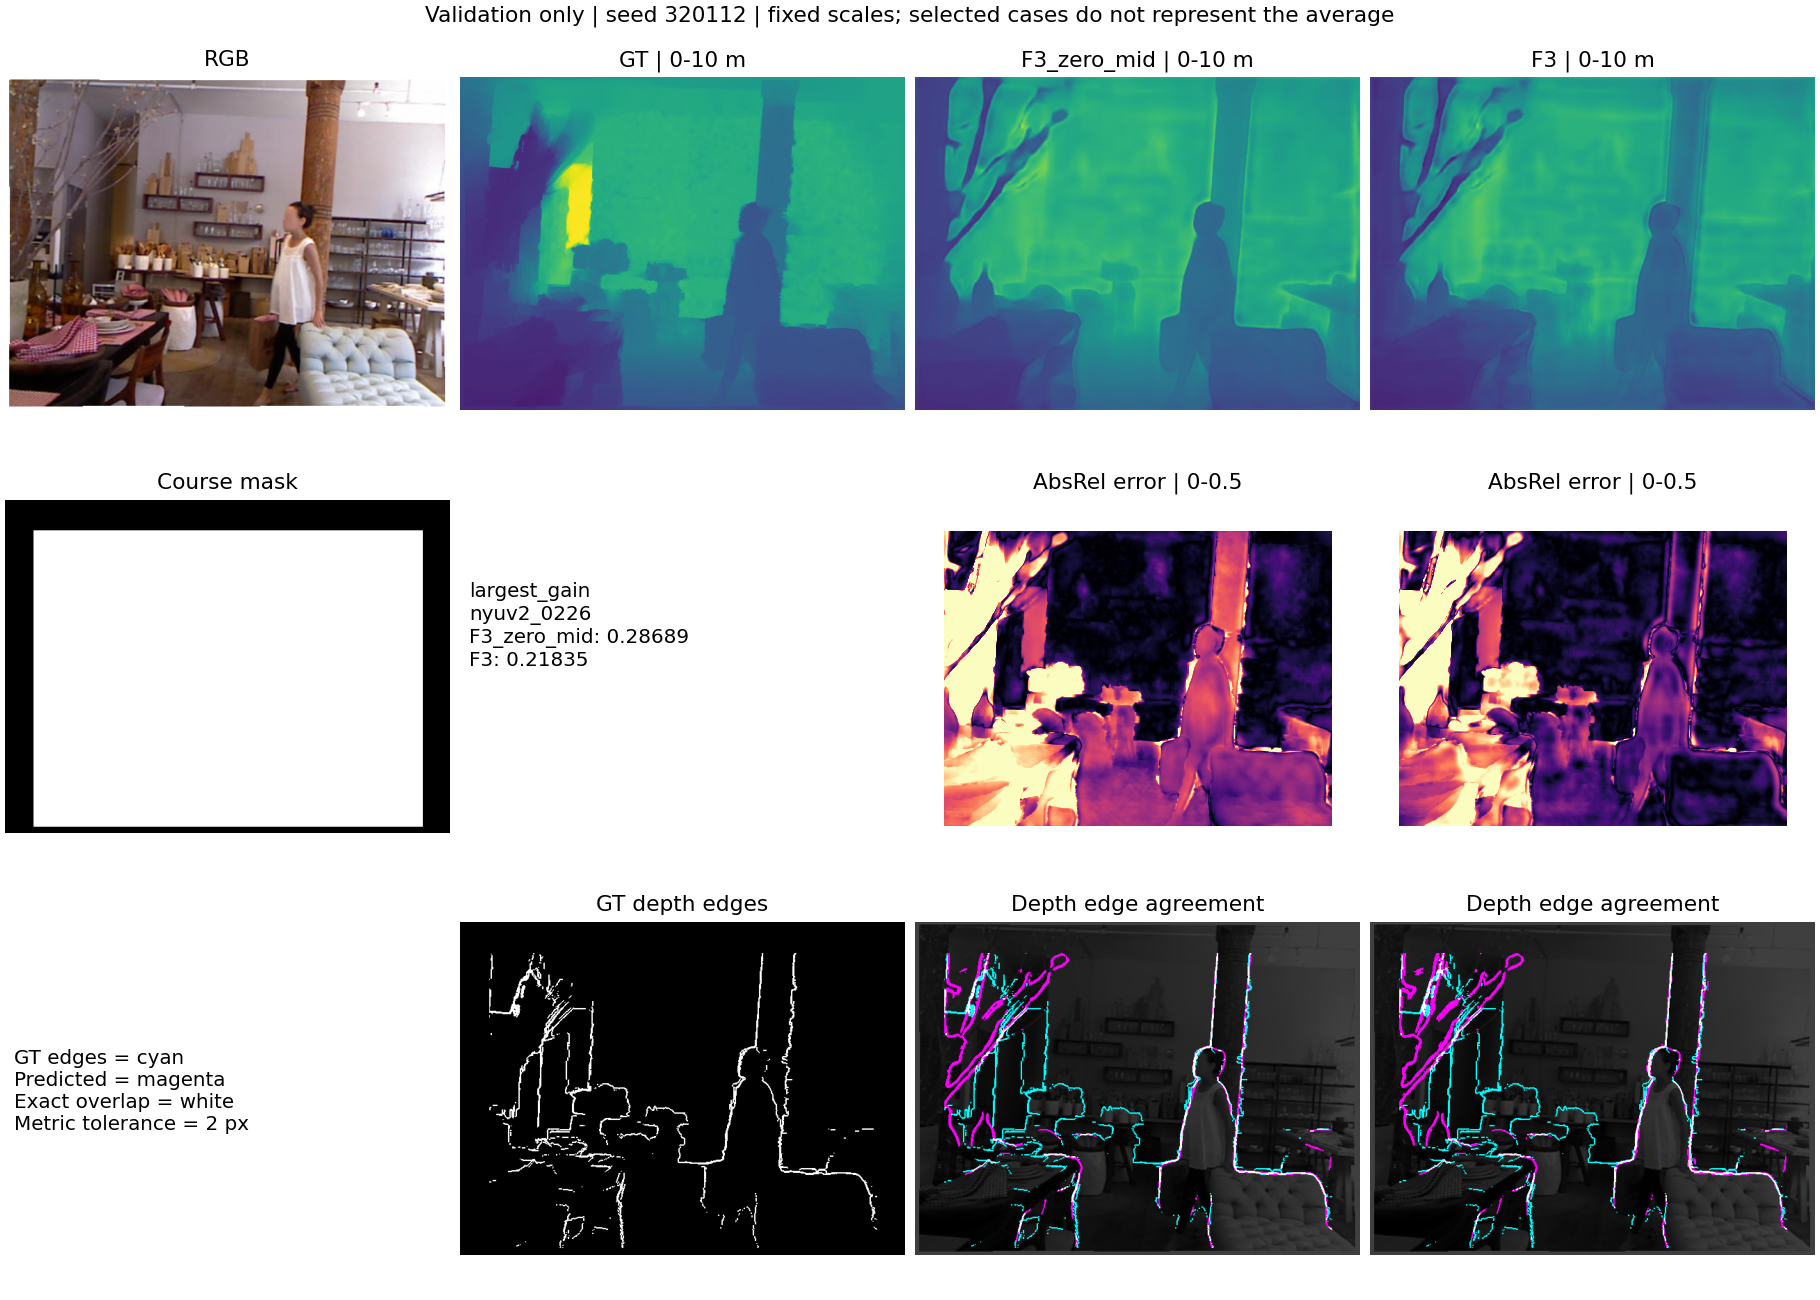 Validation only | seed 320112 | fixed scales; selected cases do not represent the average
RGB
GT | 0-10 m
F3_zero_mid | 0-10 m
F3 | 0-10 m
Course mask
AbsRel error | 0-0.5
AbsRel error | 0-0.5
largest_gain
nyuv2_0226
F3_zero_mid: 0.28689
F3: 0.21835
GT depth edges
Depth edge agreement
Depth edge agreement
GT edges = cyan
Predicted = magenta
Exact overlap = white
Metric tolerance = 2 px